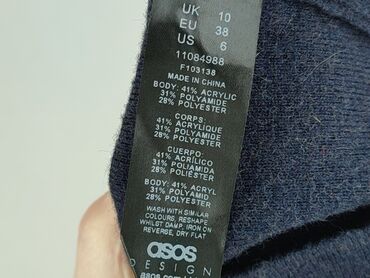 UK 10
EU 38
US 6
11084988
F103138
MADE IN CHINA
BODY: 41% ACRYLIC
31% POLYAMIDE
28% POLYESTER
CORPS:
41% ACRYLIQUE
31% POLYAMIDE
28% POLYESTER
CUERPO:
41% ACRÍLICO
31% POLIAMIDA
28% POLIÉSTER
BODY: 41% ACRYL
31% POLYAMID
28% POLYESTER
WASH WITH SIMILAR
COLOURS, RESHAPE
WHILST DAMP, IRON ON
REVERSE, DRY FLAT
asos
DESIGN